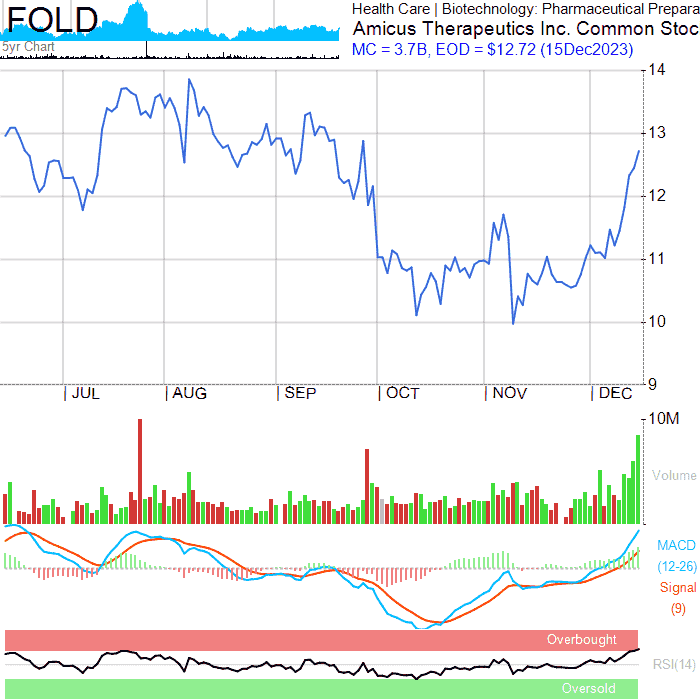 FOLD
5yr Chart
Health Care | Biotechnology: Pharmaceutical Prepara
Amicus Therapeutics Inc. Common Stoc
MC = 3.7B, EOD = $12.72 (15Dec2023)
14
13
12
11
10
9
JUL AUG SEP OCT NOV DEC
10M
Volume
MACD
(12-26)
Signal
(9)
Overbought
RSI(14)
Oversold